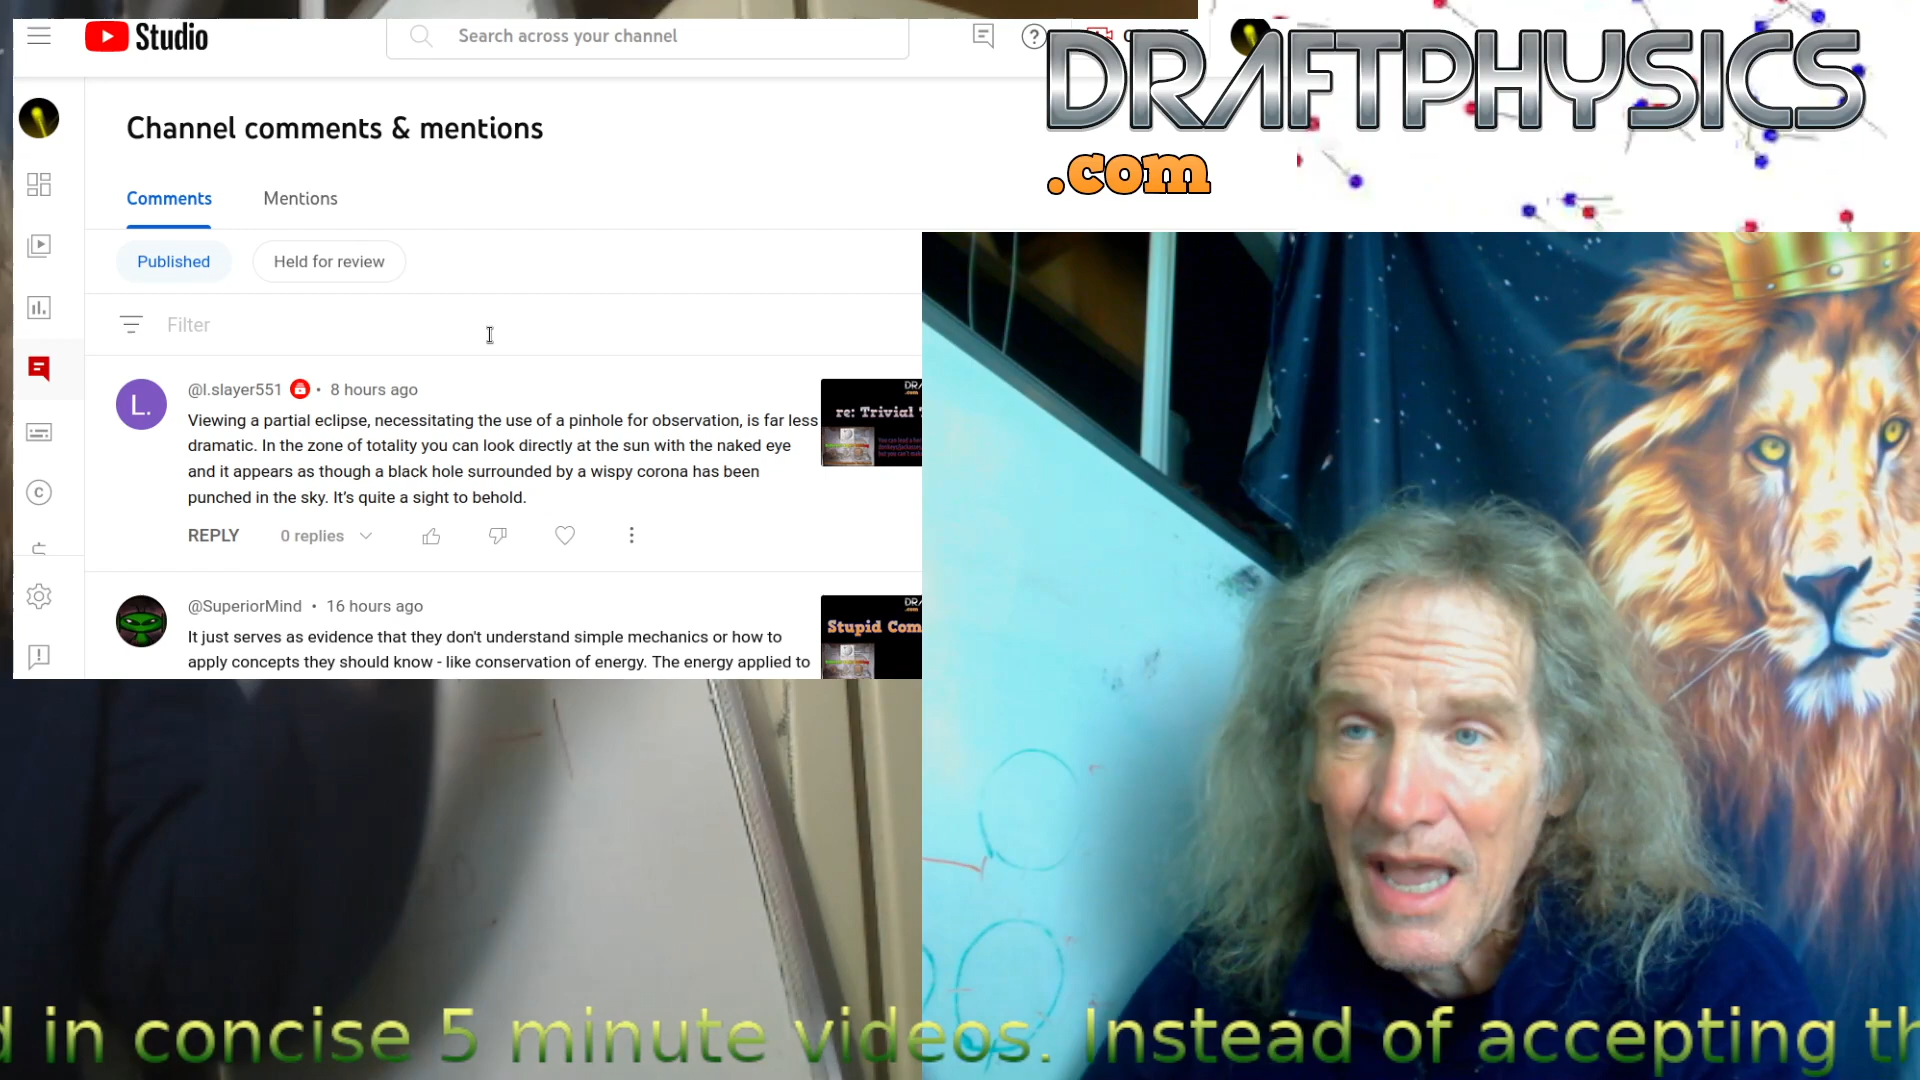 Studio
Search across your channel
DRAFTPHYSICS
.com
Channel comments & mentions
Comments
Mentions
Published
Held for review
Filter
L.
@l.slayer551 • 8 hours ago
Viewing a partial eclipse, necessitating the use of a pinhole for observation, is far less
dramatic. In the zone of totality you can look directly at the sun with the naked eye
and it appears as though a black hole surrounded by a wispy corona has been
punched in the sky. It's quite a sight to behold.
re: Trivial
REPLY
0 replies
@SuperiorMind • 16 hours ago
It just serves as evidence that they don't understand simple mechanics or how to
apply concepts they should know - like conservation of energy. The energy applied to
Stupid Com
in concise 5 minute videos. Instead of accepting